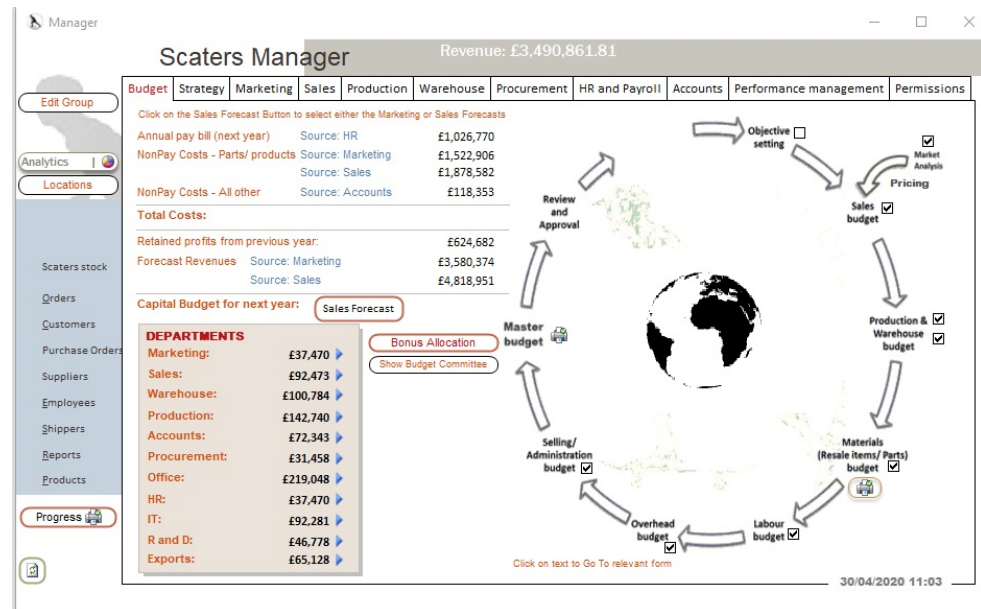 Manager
Scaters Manager
Revenue: £3,490,861.81
Budget Strategy Marketing Sales Production Warehouse Procurement HR and Payroll Accounts Performance management Permissions
Edit Group
Analytics |
Locations
Scaters stock
Orders
Customers
Purchase Orders
Suppliers
Employees
Shippers
Reports
Products
Progress
Click on the Sales Forecast Button to select either the Marketing or Sales Forecasts
Annual pay bill (next year) Source: HR £1,026,770
NonPay Costs - Parts/ products Source: Marketing £1,522,906
Source: Sales £1,878,582
NonPay Costs - All other Source: Accounts £118,353
Total Costs:
Retained profits from previous year: £624,682
Forecast Revenues Source: Marketing £3,580,374
Source: Sales £4,818,951
Capital Budget for next year: Sales Forecast
DEPARTMENTS
Marketing: £37,470
Sales: £92,473
Warehouse: £100,784
Production: £142,740
Accounts: £72,343
Procurement: £31,458
Office: £219,048
HR: £37,470
IT: £92,281
R and D: £46,778
Exports: £65,128
Bonus Allocation
Show Budget Committee
Objective
setting
Market
Analysis
Pricing
Sales
budget
Production &
Warehouse
budget
Materials
(Resale items/ Parts)
budget
Labour
budget
Overhead
budget
Selling/
Administration
budget
Master
budget
Review
and
Approval
Click on text to Go To relevant form
30/04/2020 11:03